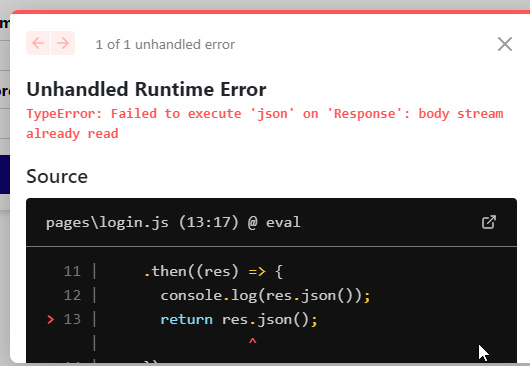 m
1 of 1 unhandled error
Unhandled Runtime Error
TypeError: Failed to execute 'json' on 'Response': body stream
already read
Source
pages\login.js (13:17) @ eval
11 | .then((res) => {
12 | console.log(res.json());
> 13 | return res.json();
| ^